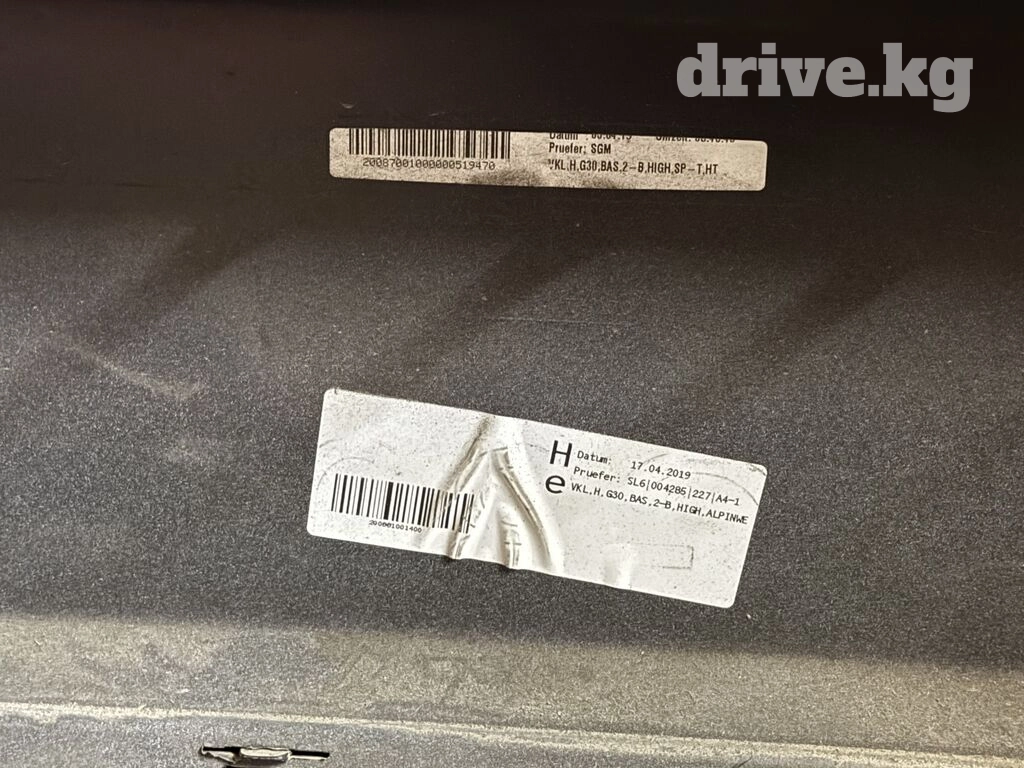 drive.kg
Pruefer: SGM
20087001000000519470
VKL,H,G30,BAS,2-B,HIGH,SP-T,HT
H
Datum: 17.04.2019
e
Pruefer: SL6|004285|227|A4-1
VKL,H,G30,BAS,2-B,HIGH,ALPINWE
200001001400